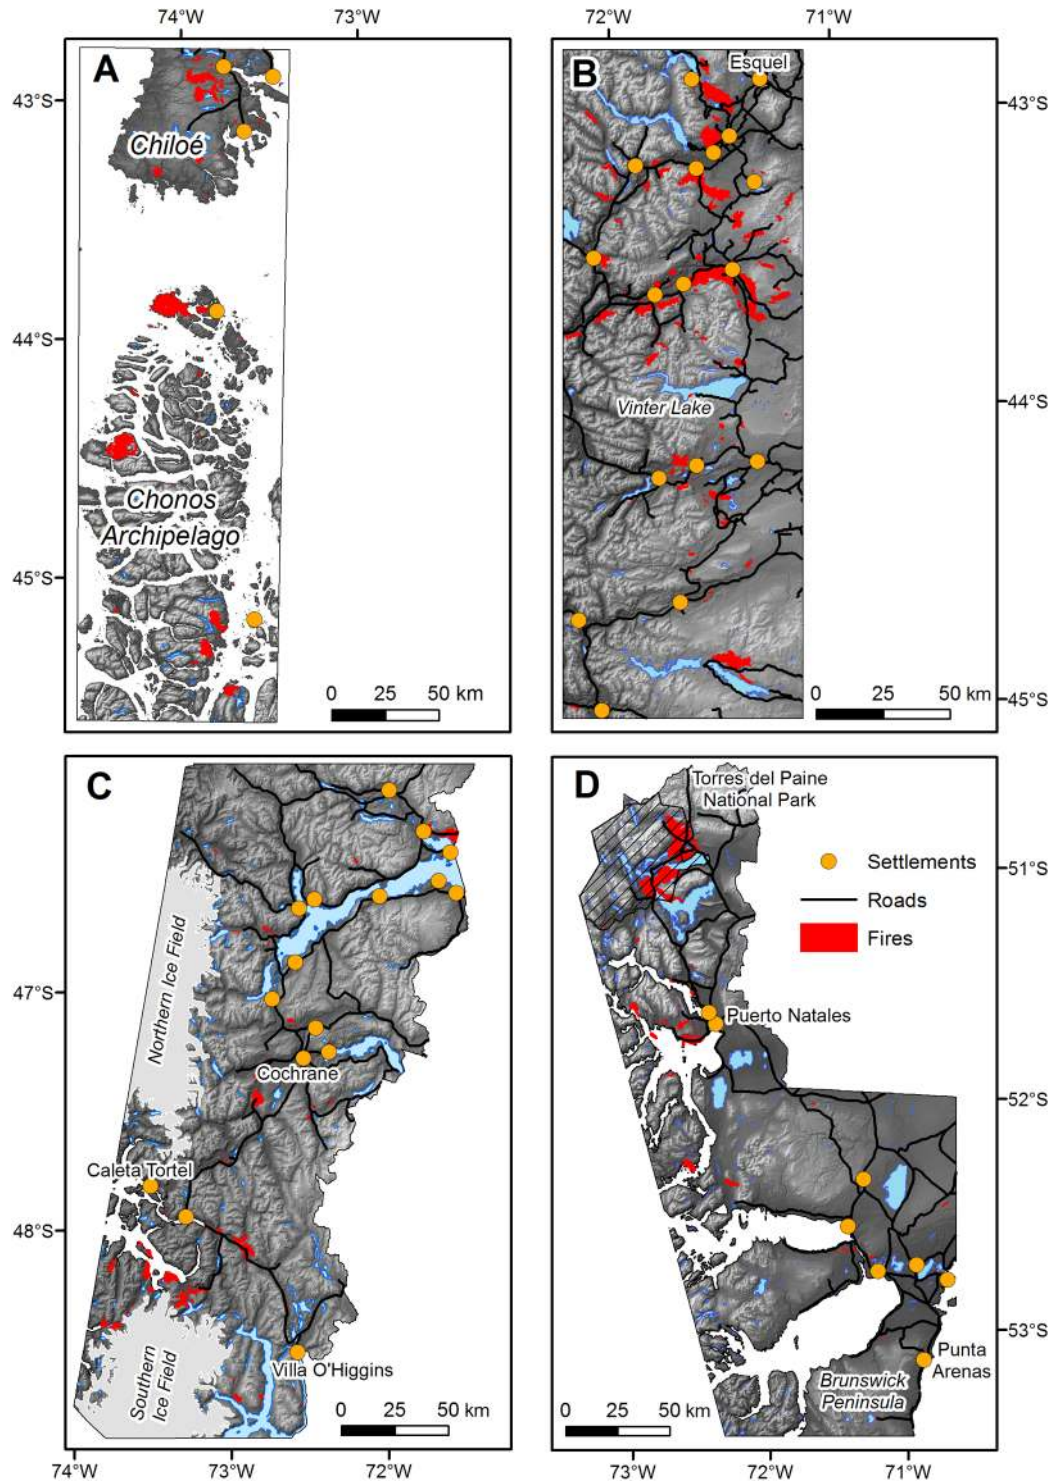 74°W
73°W
72°W
71°W
A
Chiloé
43°S
44°S
45°S
Chonos
Archipelago
0
25
50 km
B
Esquel
43°S
Vinter Lake
44°S
45°S
0
25
50 km
C
Northern Ice Field
47°S
Cochrane
Caleta Tortel
48°S
Southern
Ice Field
Villa O'Higgins
0
25
50 km
74°W
73°W
72°W
D
Torres del Paine
National Park
51°S
Settlements
Roads
Fires
Puerto Natales
52°S
53°S
Punta
Arenas
Brunswick
Peninsula
0
25
50 km
73°W
72°W
71°W